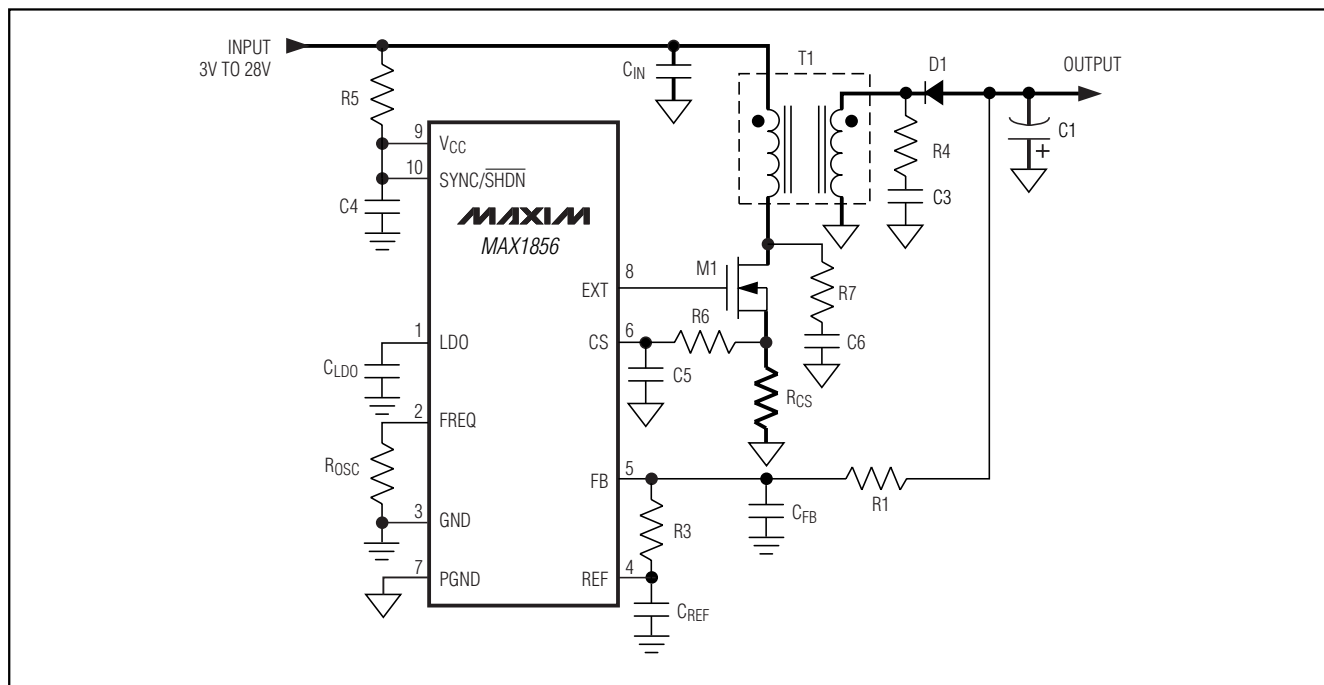 INPUT
3V TO 28V
R5
CIN
T1
D1
OUTPUT
C1
R4
C3
9
VCC
10
SYNC/SHDN
C4
MAXIM
MAX1856
M1
8
EXT
R7
R6
6
CS
C6
C5
1
LDO
CLDO
RCS
2
FREQ
ROSC
5
FB
R1
CFB
3
GND
R3
7
PGND
4
REF
CREF